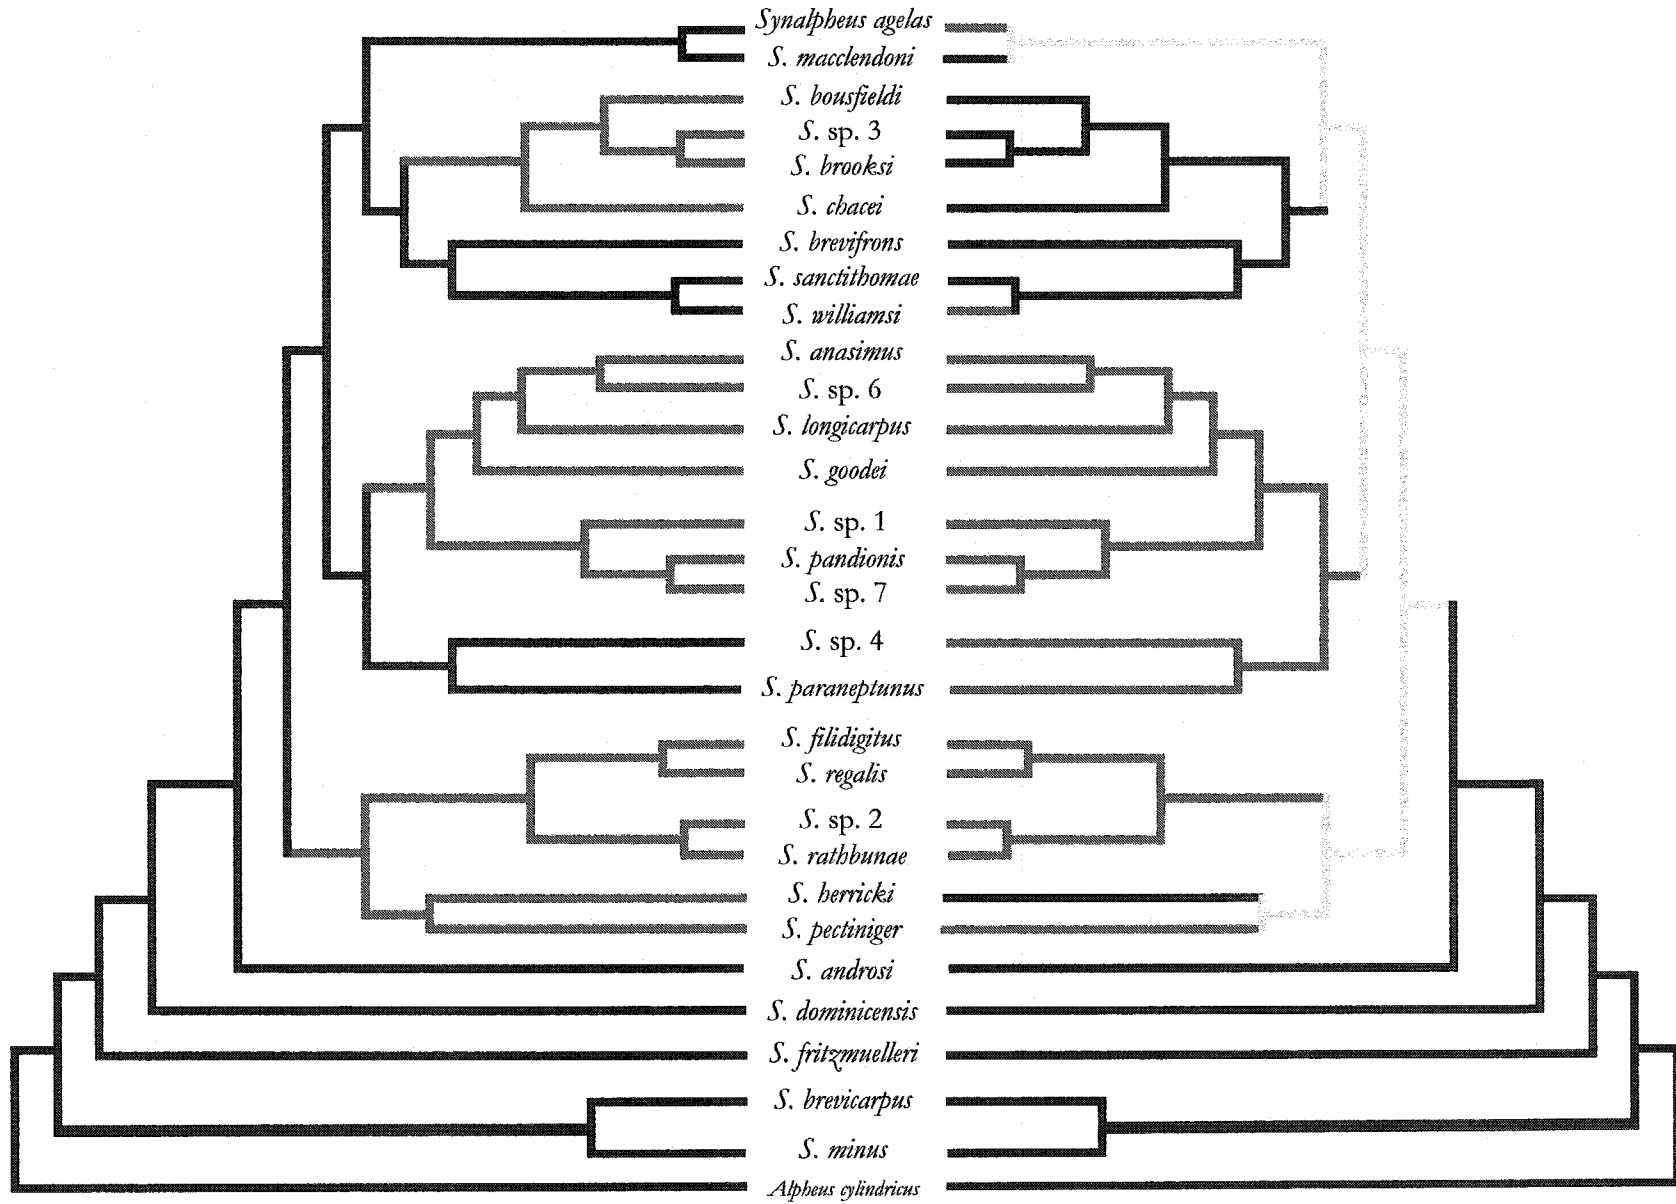 Synalpheus agelas
S. macclendoni
S. bousfieldi
S. sp. 3
S. brooksi
S. chacei
S. brevifrons
S. sanctithomae
S. williamsi
S. anasimus
S. sp. 6
S. longicarpus
S. goodei
S. sp. 1
S. pandionis
S. sp. 7
S. sp. 4
S. paraneptunus
S. filidigitus
S. regalis
S. sp. 2
S. rathbunae
S. herricki
S. pectiniger
S. androsi
S. dominicensis
S. fritzmuelleri
S. brevicarpus
S. minus
Alpheus cylindricus